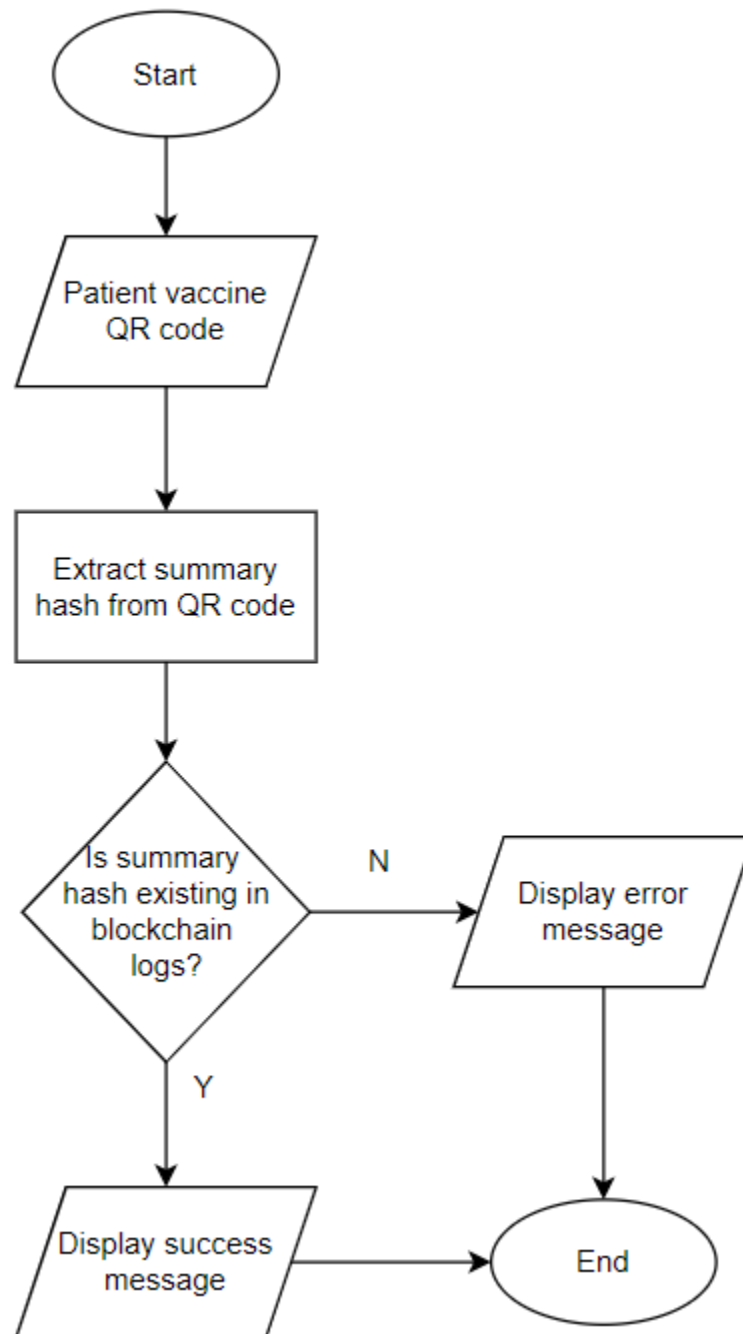 Start
Patient vaccine
QR code
Extract summary
hash from QR code
Is summary
hash existing in
blockchain
logs?
N
Display error
message
Y
Display success
message
End